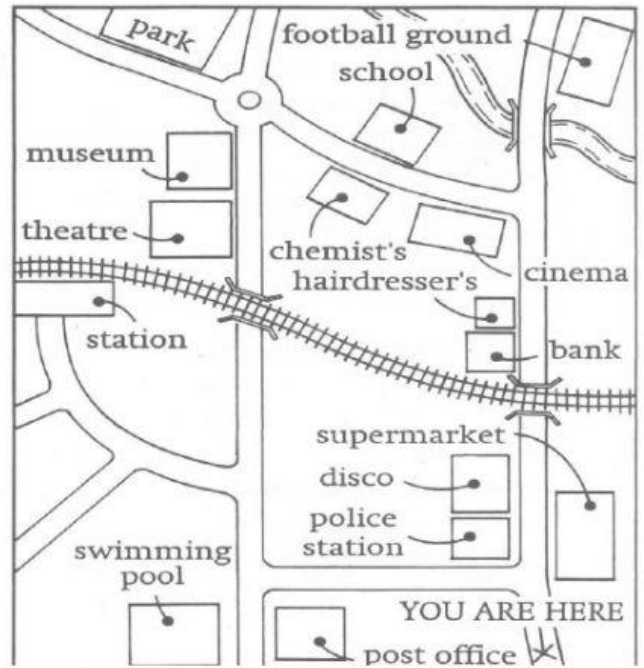 park
football ground
school
museum
theatre
chemist's
hairdresser's
cinema
station
bank
supermarket
disco
police
station
swimming
pool
YOU ARE HERE
post office